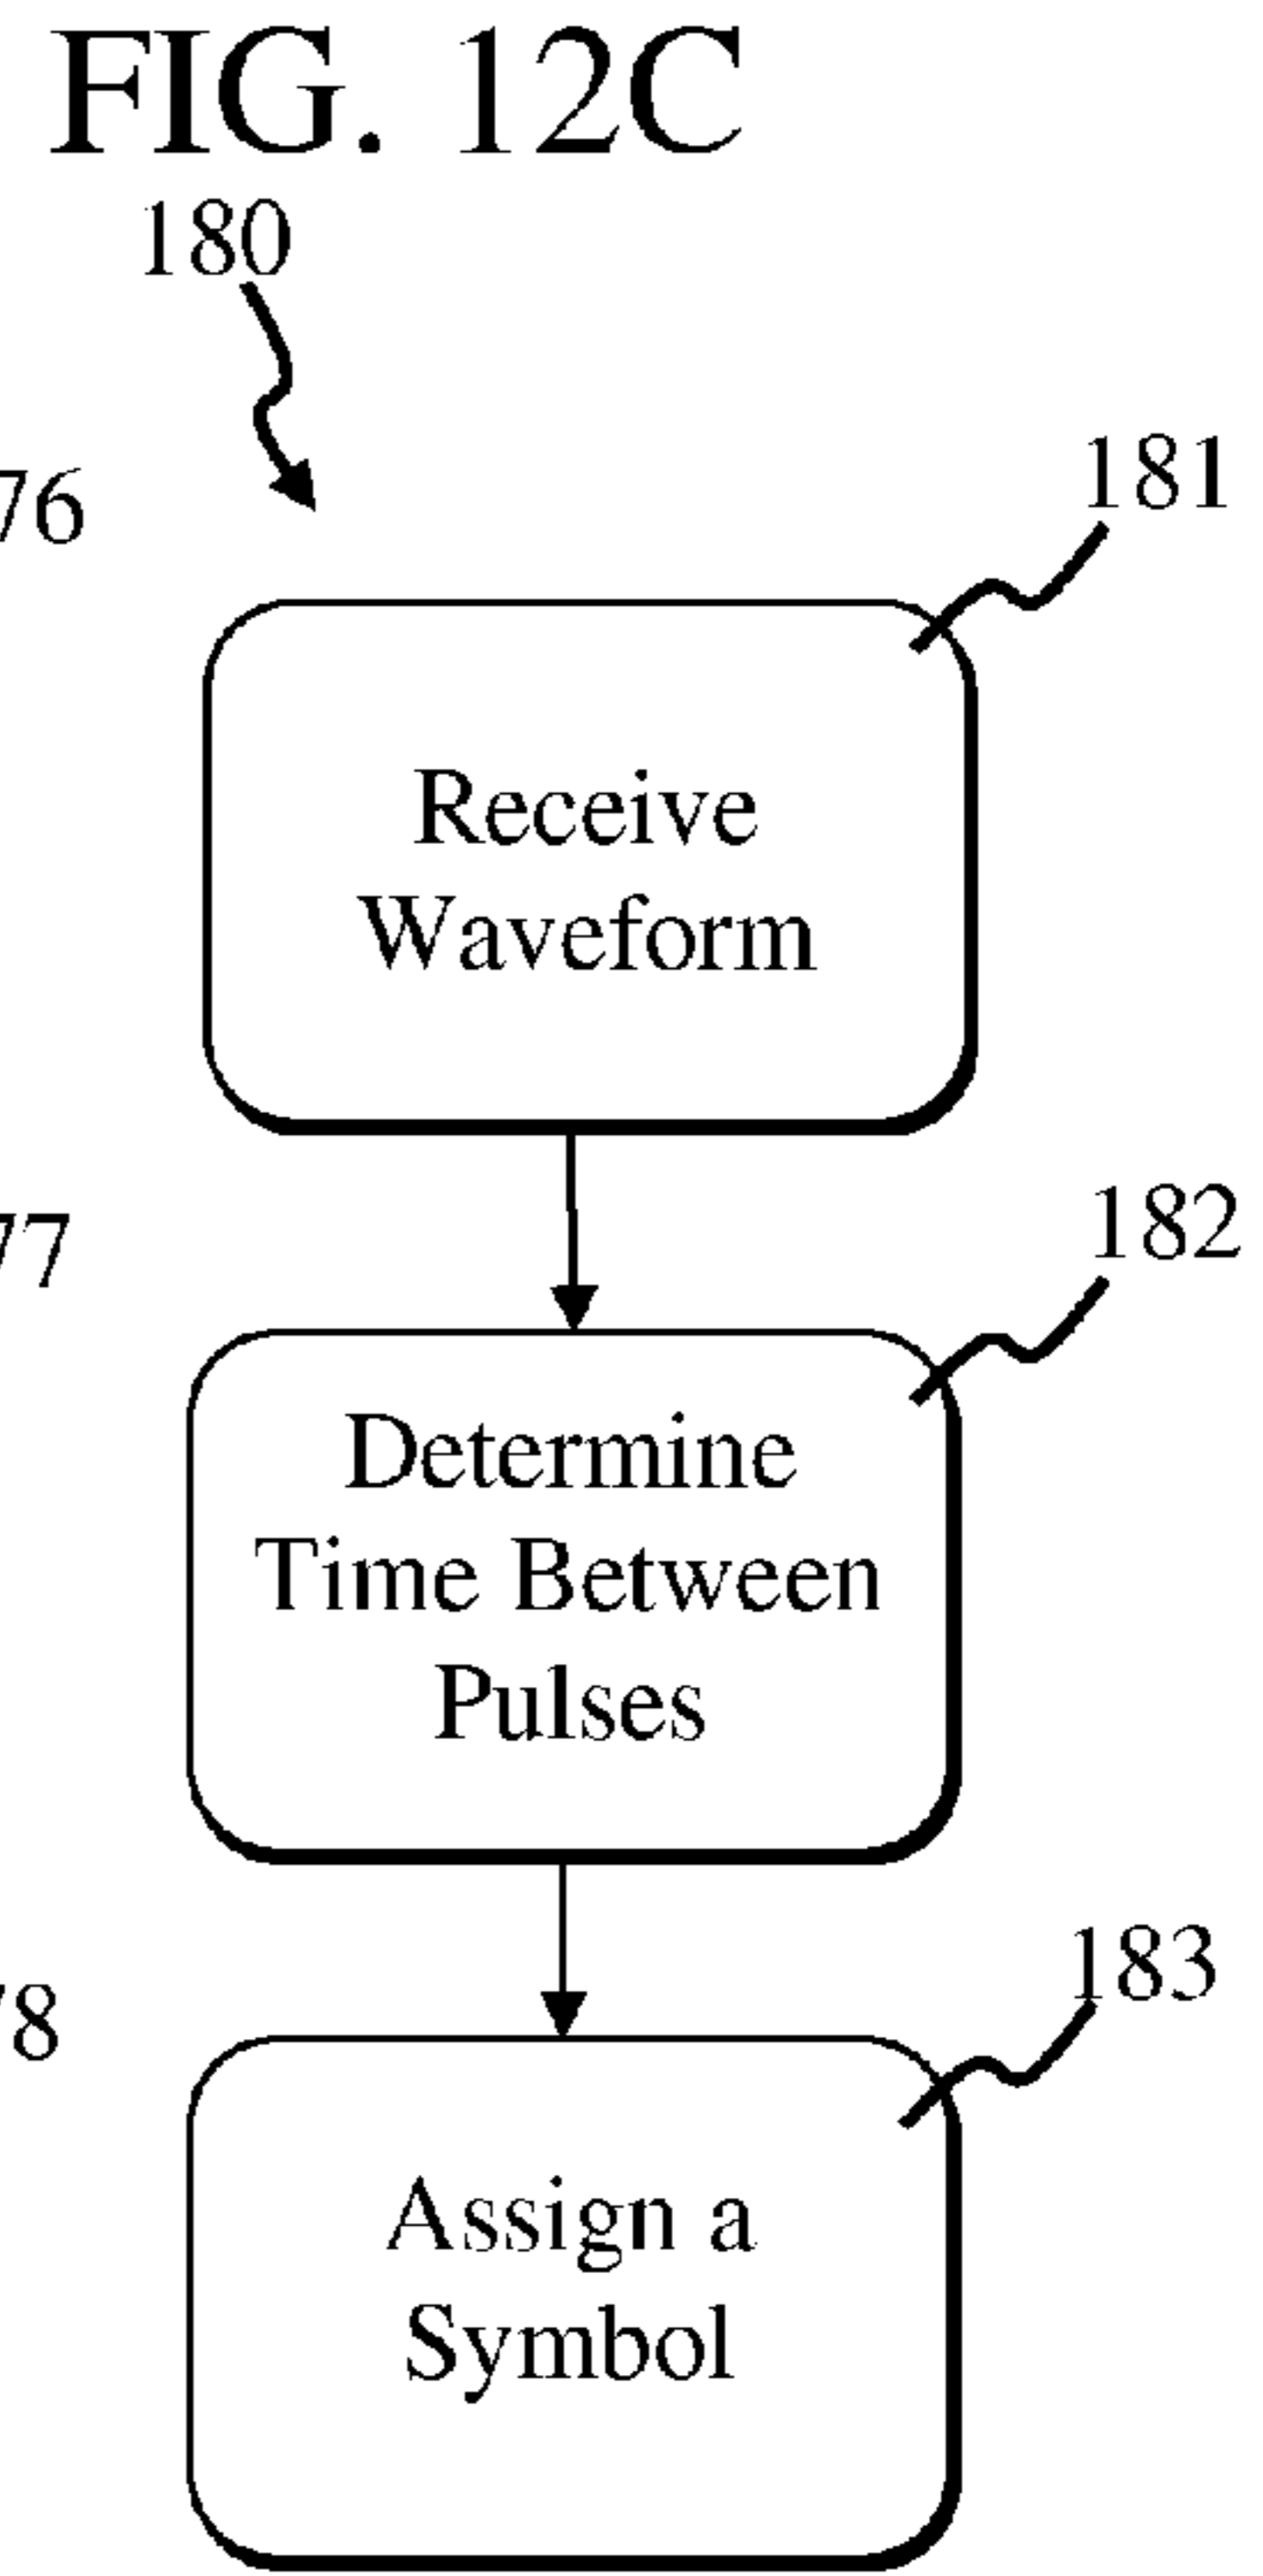 FIG. 12C
180
76
181
Receive
Waveform
77
182
Determine
Time Between
Pulses
78
183
Assign a
Symbol